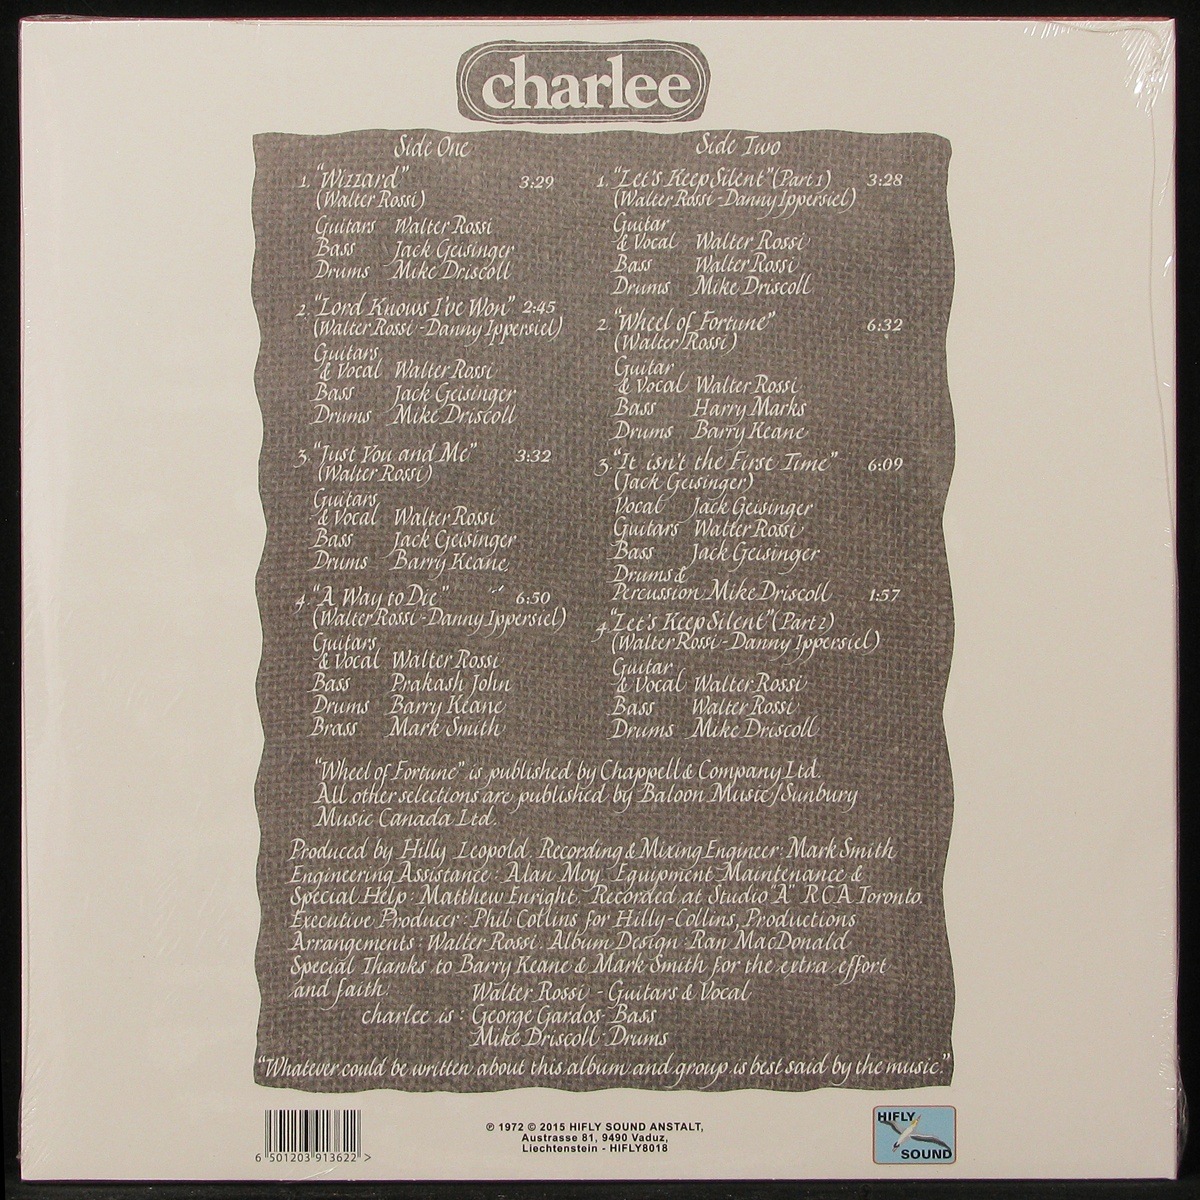 charlee
Side One
1. "Wizzard" 3:29
(Walter Rossi)
Guitars Walter Rossi
Bass Jack Geisinger
Drums Mike Driscoll
2. "Lord Knows I've Won" 2:45
(Walter Rossi - Danny Ippersiel)
Guitars
& Vocal Walter Rossi
Bass Jack Geisinger
Drums Mike Driscoll
3. "Just You and Me" 3:32
(Walter Rossi)
Guitars
& Vocal Walter Rossi
Bass Jack Geisinger
Drums Barry Keane
4. "A Way to Die" 6:50
(Walter Rossi - Danny Ippersiel)
Guitars
& Vocal Walter Rossi
Bass Prakash John
Drums Barry Keane
Brass Mark Smith
Side Two
1. "Let's Keep Silent" (Part 1) 3:28
(Walter Rossi - Danny Ippersiel)
Guitar
& Vocal Walter Rossi
Bass Walter Rossi
Drums Mike Driscoll
2. "Wheel of Fortune" 6:32
(Walter Rossi)
Guitar
& Vocal Walter Rossi
Bass Harry Marks
Drums Barry Keane
3. "It isn't the First Time" 6:09
(Jack Geisinger)
Vocal Jack Geisinger
Guitars Walter Rossi
Bass Jack Geisinger
Drums &
Percussion Mike Driscoll 1:57
4. "Let's Keep Silent" (Part 2)
(Walter Rossi - Danny Ippersiel)
Guitar
& Vocal Walter Rossi
Bass Walter Rossi
Drums Mike Driscoll
"Wheel of Fortune" is published by Chappell & Company Ltd.
All other selections are published by Baloon Music/Sunbury
Music Canada Ltd.
Produced by Hilly Leopold. Recording & Mixing Engineer: Mark Smith
Engineering Assistance: Alan Moy. Equipment Maintenance &
Special Help: Matthew Enright. Recorded at Studio "A" RCA Toronto.
Executive Producer: Phil Collins for Hilly-Collins, Productions
Arrangements: Walter Rossi. Album Design: Ran MacDonald
Special Thanks to Barry Keane & Mark Smith for the extra effort
and faith.
Walter Rossi - Guitars & Vocal
charlee is: George Gardos - Bass
Mike Driscoll - Drums
"Whatever could be written about this album and group is best said by the music."
6 501203 913622 >
℗ 1972 © 2015 HIFLY SOUND ANSTALT,
Austrasse 81, 9490 Vaduz,
Liechtenstein - HIFLY8018
HIFLY
SOUND